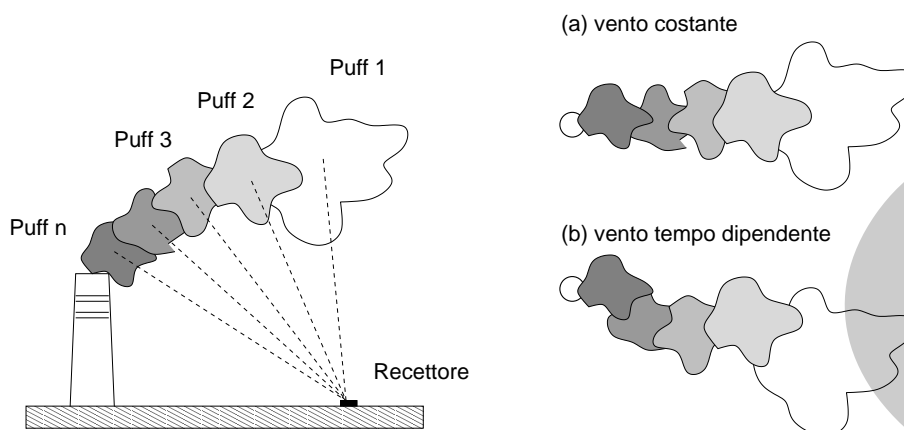 Puff 1
Puff 2
Puff 3
Puff n
Recettore
(a) vento costante
(b) vento tempo dipendente